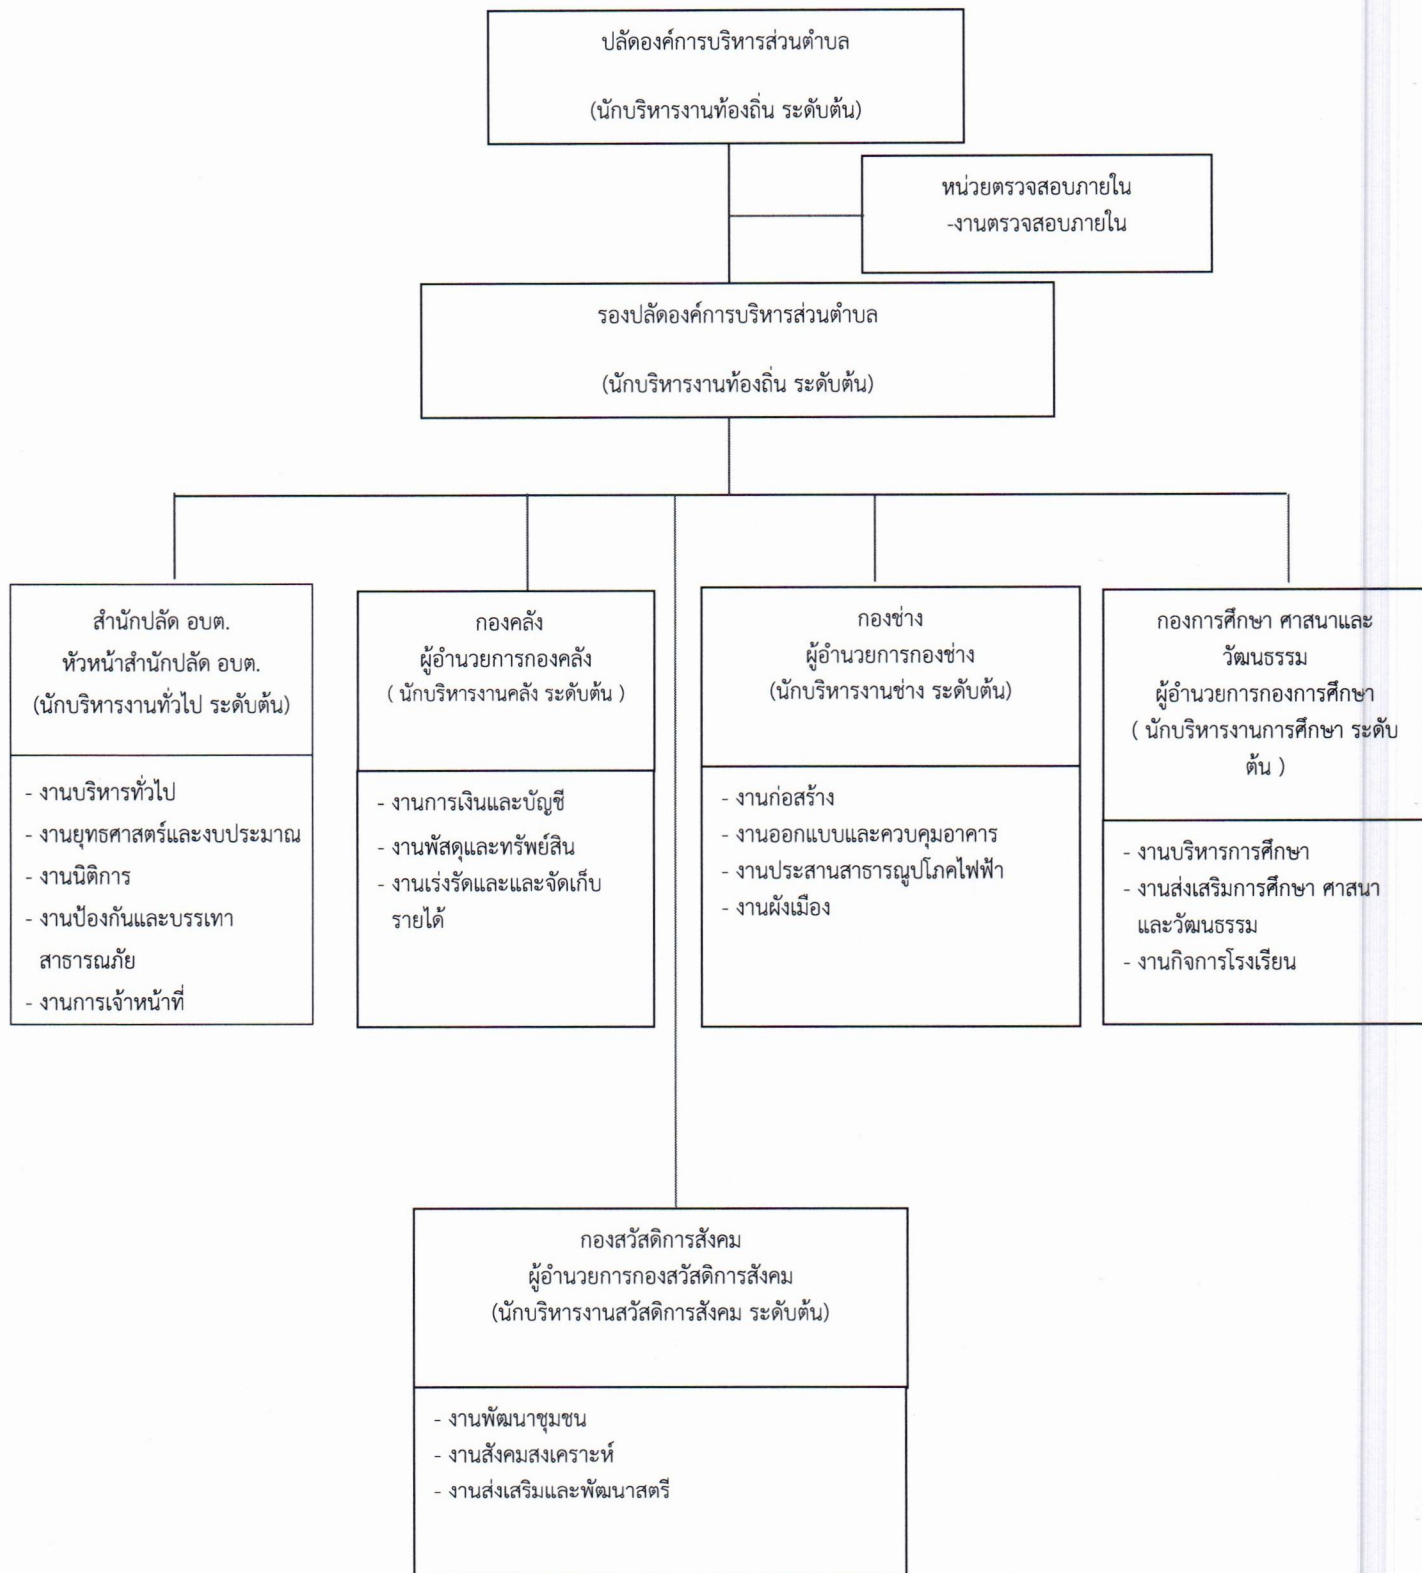 ปลัดองค์การบริหารส่วนตำบล
(นักบริหารงานท้องถิ่น ระดับต้น)
หน่วยตรวจสอบภายใน
-งานตรวจสอบภายใน
รองปลัดองค์การบริหารส่วนตำบล
(นักบริหารงานท้องถิ่น ระดับต้น)
สำนักปลัด อบต.
หัวหน้าสำนักปลัด อบต.
(นักบริหารงานทั่วไป ระดับต้น)
- งานบริหารทั่วไป
- งานยุทธศาสตร์และงบประมาณ
- งานนิติการ
- งานป้องกันและบรรเทา
สาธารณภัย
- งานการเจ้าหน้าที่
กองคลัง
ผู้อำนวยการกองคลัง
( นักบริหารงานคลัง ระดับต้น )
- งานการเงินและบัญชี
- งานพัสดุและทรัพย์สิน
- งานเร่งรัดและและจัดเก็บ
รายได้
กองช่าง
ผู้อำนวยการกองช่าง
(นักบริหารงานช่าง ระดับต้น)
- งานก่อสร้าง
- งานออกแบบและควบคุมอาคาร
- งานประสานสาธารณูปโภคไฟฟ้า
- งานผังเมือง
กองการศึกษา ศาสนาและ
วัฒนธรรม
ผู้อำนวยการกองการศึกษา
( นักบริหารงานการศึกษา ระดับ
ต้น )
- งานบริหารการศึกษา
- งานส่งเสริมการศึกษา ศาสนา
และวัฒนธรรม
- งานกิจการโรงเรียน
กองสวัสดิการสังคม
ผู้อำนวยการกองสวัสดิการสังคม
(นักบริหารงานสวัสดิการสังคม ระดับต้น)
- งานพัฒนาชุมชน
- งานสังคมสงเคราะห์
- งานส่งเสริมและพัฒนาสตรี